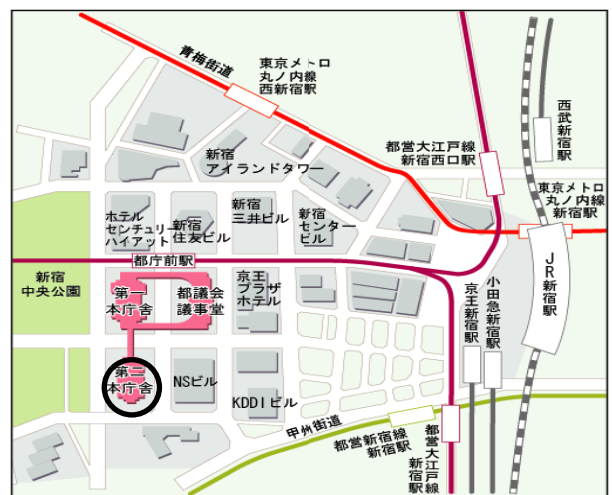 青梅街道
東京メトロ
丸ノ内線
西新宿駅
西武新宿駅
都営大江戸線
新宿西口駅
新宿
アイランドタワー
東京メトロ
丸ノ内線
新宿駅
ホテル
センチュリー
ハイアット
新宿
住友ビル
新宿
三井ビル
新宿
センター
ビル
都庁前駅
JR新宿駅
新宿
中央公園
第一
本庁舎
都議会
議事堂
京王
プラザ
ホテル
小田急新宿駅
京王新宿駅
第二
本庁舎
NSビル
KDDIビル
甲州街道
都営新宿線
新宿駅
都営大江戸線
新宿駅